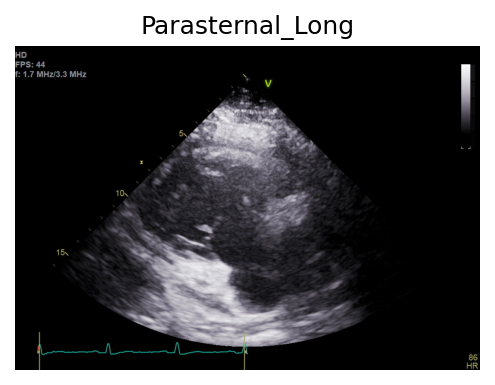 Parasternal_Long
HD
FPS: 44
f: 1.7 MHz/3.3 MHz
V
5
10
15
86
HR